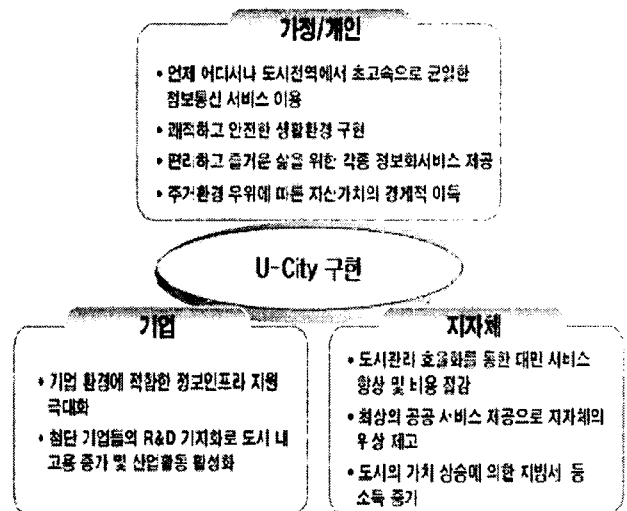 가정/개인
• 언제 어디서나 도시전역에서 초고속으로 균일한
정보통신 서비스 이용
• 쾌적하고 안전한 생활환경 구현
• 편리하고 즐거운 삶을 위한 각종 정보화서비스 제공
• 주거환경 우위에 따른 자산가치의 경제적 이득
U-City 구현
기업
• 기업 환경에 적합한 정보인프라 지원
극대화
• 첨단 기업들의 R&D 기지화로 도시 내
고용 증가 및 산업활동 활성화
지자체
• 도시관리 효율화를 통한 대민 서비스
향상 및 비용 절감
• 최상의 공공 서비스 제공으로 지자체의
위상 제고
• 도시의 가치 상승에 의한 지방세 등
소득 증가